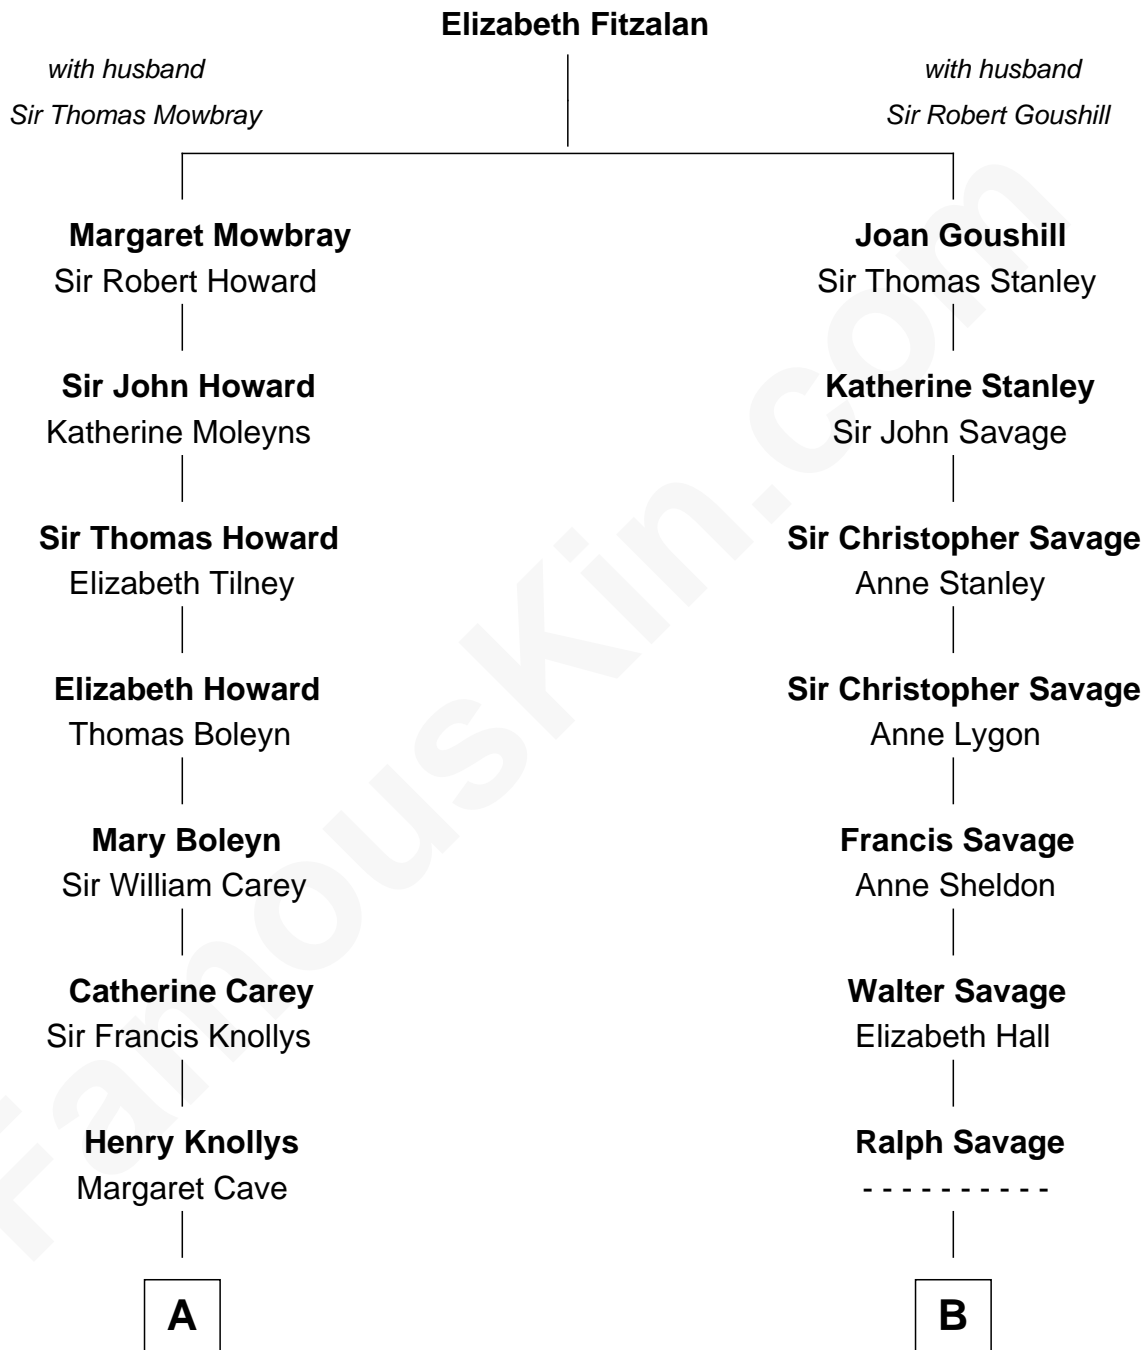 Elizabeth Fitzalan
with husband
Sir Thomas Mowbray
with husband
Sir Robert Goushill
Margaret Mowbray
Sir Robert Howard
Joan Goushill
Sir Thomas Stanley
Sir John Howard
Katherine Moleyns
Katherine Stanley
Sir John Savage
Sir Thomas Howard
Elizabeth Tilney
Sir Christopher Savage
Anne Stanley
Elizabeth Howard
Thomas Boleyn
Sir Christopher Savage
Anne Lygon
Mary Boleyn
Sir William Carey
Francis Savage
Anne Sheldon
Catherine Carey
Sir Francis Knollys
Walter Savage
Elizabeth Hall
Henry Knollys
Margaret Cave
Ralph Savage
- - - - - - - - - -
A
B
FamousKin.com